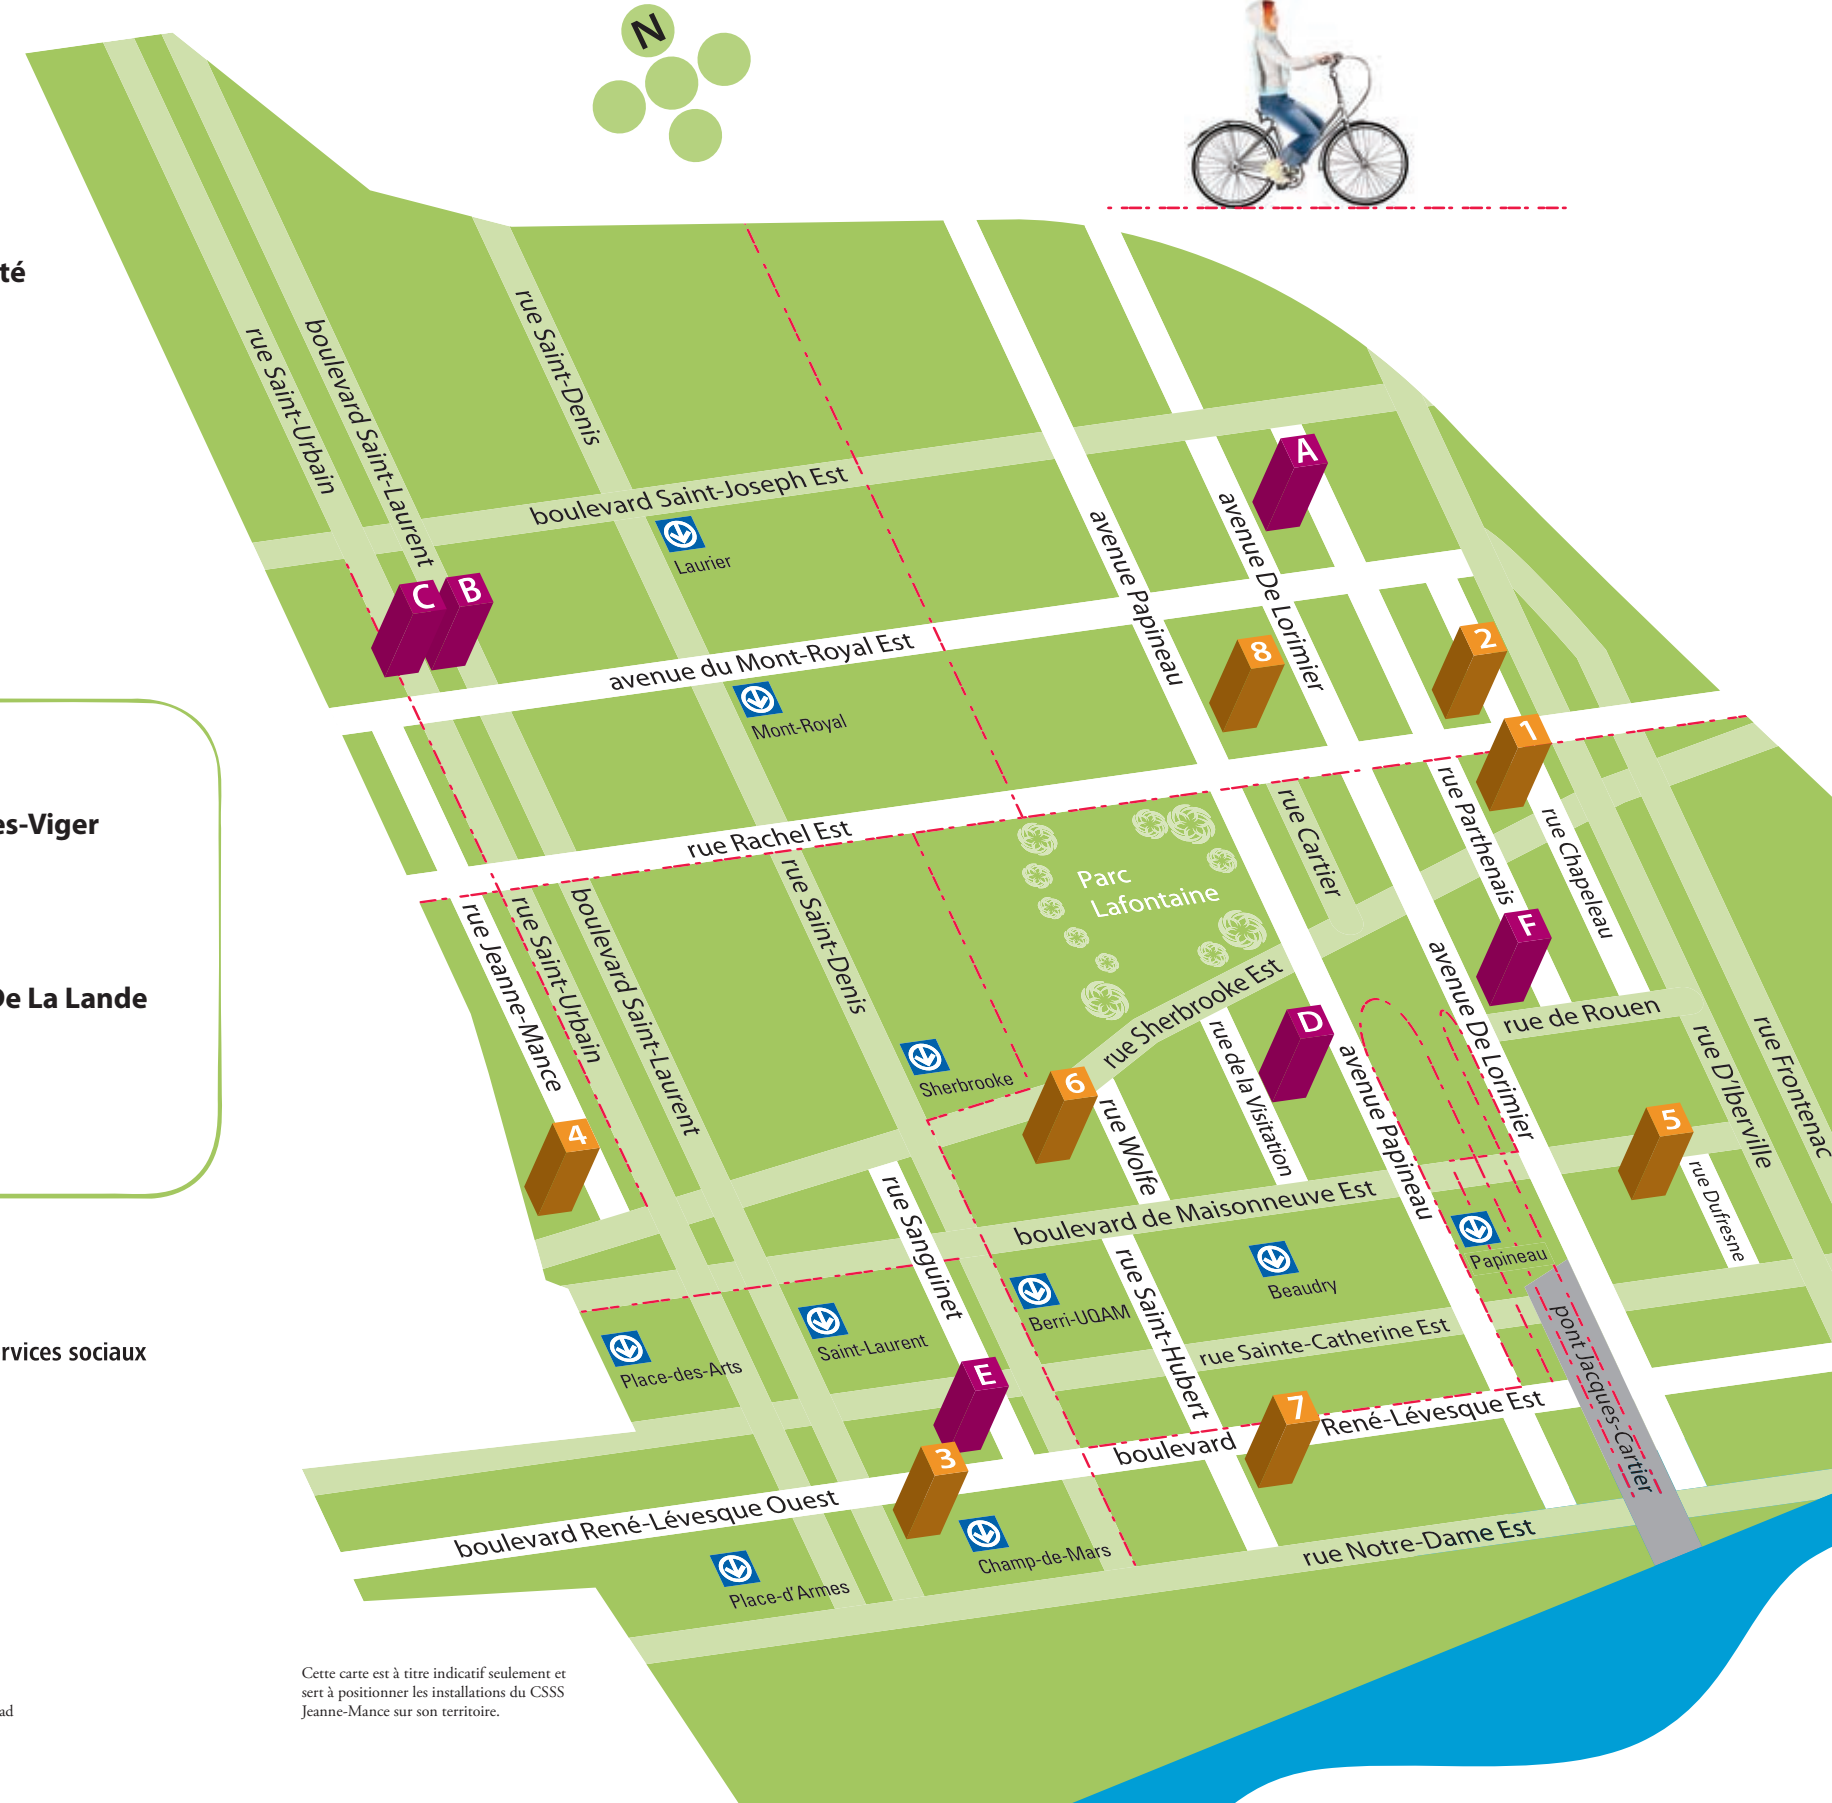 N
té
rue Saint-Urbain
boulevard Saint-Laurent
rue Saint-Denis
boulevard Saint-Joseph Est
A
avenue Papineau
avenue De Lorimier
Laurier
C
B
avenue du Mont-Royal Est
8
2
Mont-Royal
1
es-Viger
rue Rachel Est
rue Cartier
rue Parthenais
rue Chapeleau
Parc
Lafontaine
rue Jeanne-Mance
rue Saint-Urbain
boulevard Saint-Laurent
rue Saint-Denis
F
avenue De Lorimier
De La Lande
rue Sherbrooke Est
rue de Rouen
D
rue de la Visitation
avenue Papineau
rue D'Iberville
rue Frontenac
Sherbrooke
6
rue Wolfe
4
5
rue Dufresne
boulevard de Maisonneuve Est
rue Sanguinet
Papineau
Beaudry
Berri-UQAM
rue Saint-Hubert
pont Jacques-Cartier
Saint-Laurent
rue Sainte-Catherine Est
rvices sociaux
Place-des-Arts
E
7
boulevard
René-Lévesque Est
3
boulevard René-Lévesque Ouest
Champ-de-Mars
rue Notre-Dame Est
Place-d'Armes
Cette carte est à titre indicatif seulement et
sert à positionner les installations du CSSS
Jeanne-Mance sur son territoire.
ad